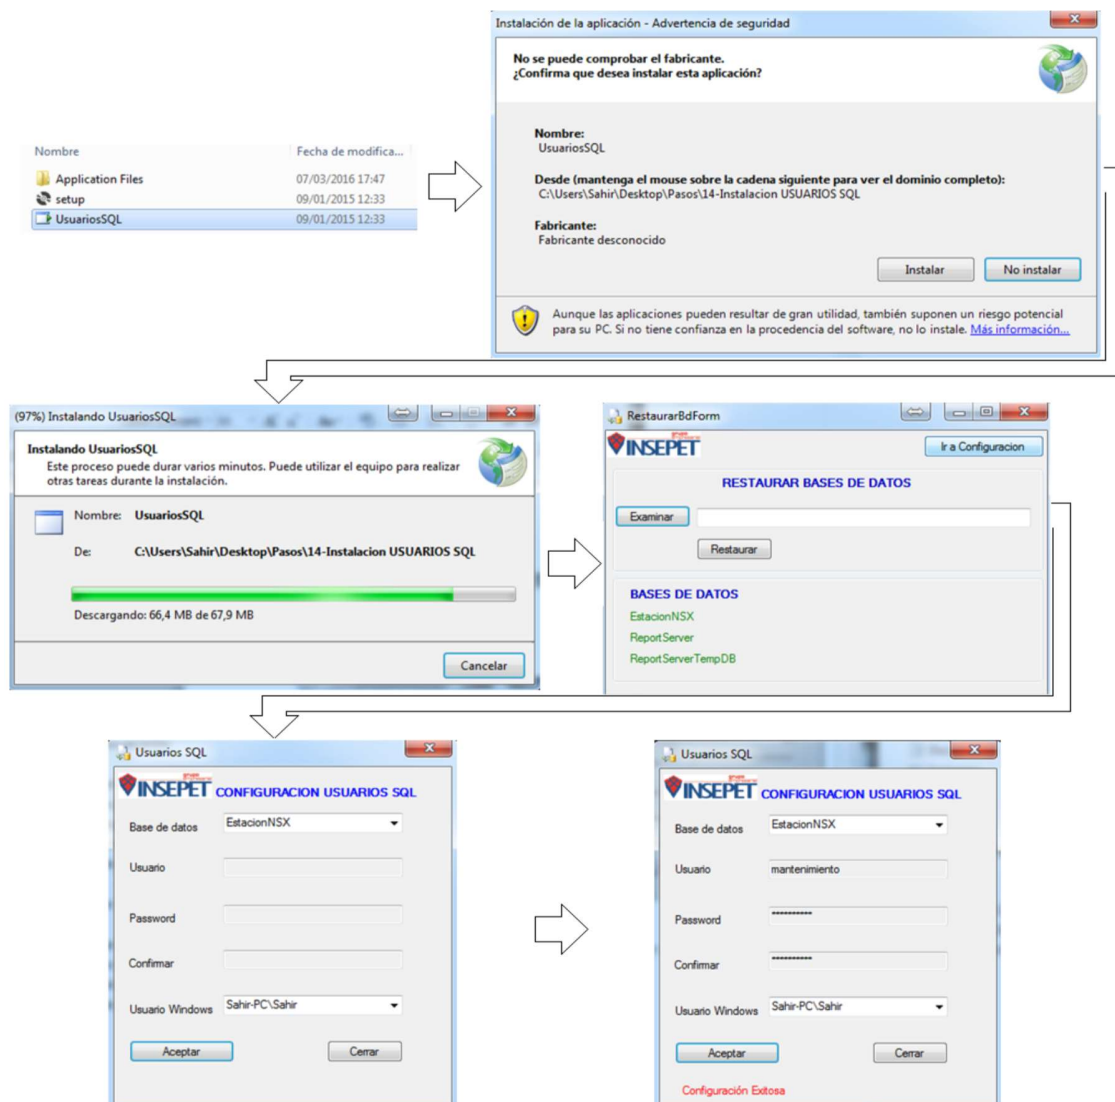 Instalación de la aplicación - Advertencia de seguridad
No se puede comprobar el fabricante.
¿Confirma que desea instalar esta aplicación?
Nombre:
UsuariosSQL
Desde (mantenga el mouse sobre la cadena siguiente para ver el dominio completo):
C:\Users\Sahir\Desktop\Pasos\14-Instalacion USUARIOS SQL
Fabricante:
Fabricante desconocido
Instalar No instalar
Aunque las aplicaciones pueden resultar de gran utilidad, también suponen un riesgo potencial
para su PC. Si no tiene confianza en la procedencia del software, no lo instale. Más información...
Nombre Fecha de modifica...
Application Files 07/03/2016 17:47
setup 09/01/2015 12:33
UsuariosSQL 09/01/2015 12:33
(97%) Instalando UsuariosSQL
Instalando UsuariosSQL
Este proceso puede durar varios minutos. Puede utilizar el equipo para realizar
otras tareas durante la instalación.
Nombre: UsuariosSQL
De: C:\Users\Sahir\Desktop\Pasos\14-Instalacion USUARIOS SQL
Descargando: 66,4 MB de 67,9 MB
Cancelar
RestaurarBdForm
INSEPET
Ir a Configuracion
RESTAURAR BASES DE DATOS
Examinar
Restaurar
BASES DE DATOS
EstacionNSX
ReportServer
ReportServerTempDB
Usuarios SQL
INSEPET CONFIGURACION USUARIOS SQL
Base de datos EstacionNSX
Usuario
Password
Confirmar
Usuario Windows Sahir-PC\Sahir
Aceptar Cerrar
Usuarios SQL
INSEPET CONFIGURACION USUARIOS SQL
Base de datos EstacionNSX
Usuario mantenimiento
Password **********
Confirmar **********
Usuario Windows Sahir-PC\Sahir
Aceptar Cerrar
Configuración Exitosa